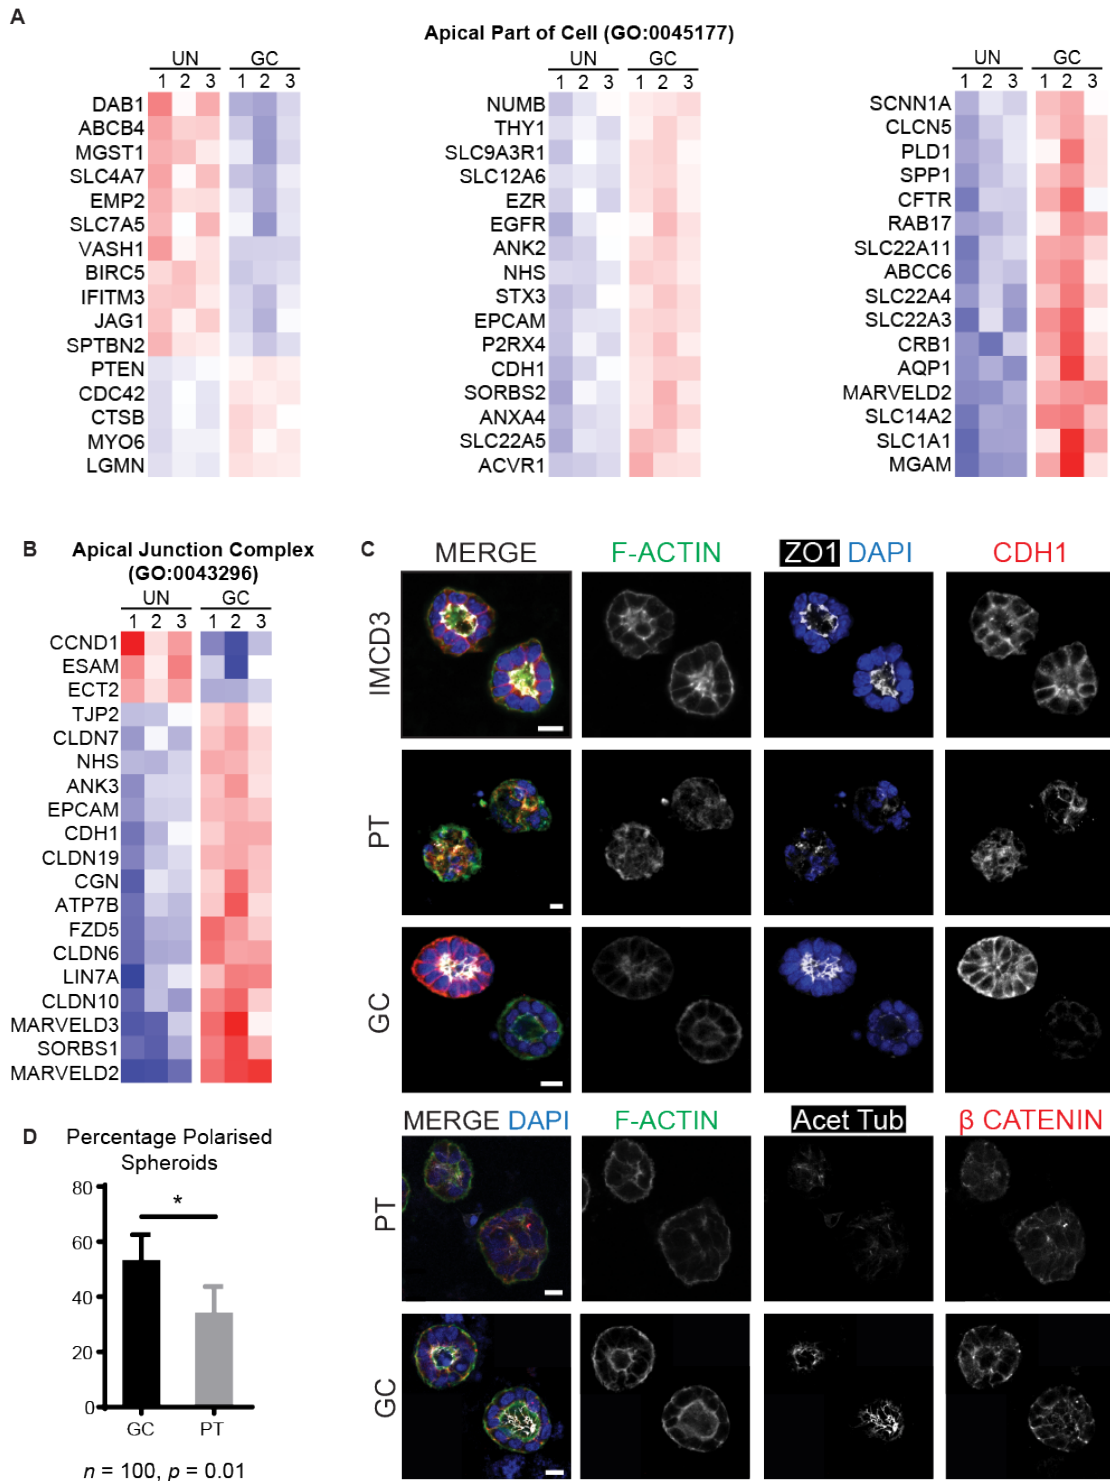 A
Apical Part of Cell (GO:0045177)
UN GC
1 2 3 1 2 3
DAB1
ABCB4
MGST1
SLC4A7
EMP2
SLC7A5
VASH1
BIRC5
IFITM3
JAG1
SPTBN2
PTEN
CDC42
CTSB
MYO6
LGMN
UN GC
1 2 3 1 2 3
NUMB
THY1
SLC9A3R1
SLC12A6
EZR
EGFR
ANK2
NHS
STX3
EPCAM
P2RX4
CDH1
SORBS2
ANXA4
SLC22A5
ACVR1
UN GC
1 2 3 1 2 3
SCNN1A
CLCN5
PLD1
SPP1
CFTR
RAB17
SLC22A11
ABCC6
SLC22A4
SLC22A3
CRB1
AQP1
MARVELD2
SLC14A2
SLC1A1
MGAM
B
Apical Junction Complex
(GO:0043296)
UN GC
1 2 3 1 2 3
CCND1
ESAM
ECT2
TJP2
CLDN7
NHS
ANK3
EPCAM
CDH1
CLDN19
CGN
ATP7B
FZD5
CLDN6
LIN7A
CLDN10
MARVELD3
SORBS1
MARVELD2
C
MERGE F-ACTIN ZO1 DAPI CDH1
IMCD3
PT
GC
MERGE DAPI F-ACTIN Acet Tub β CATENIN
PT
GC
D
Percentage Polarised
Spheroids
80
60
40
20
0
*
GC PT
n = 100, p = 0.01